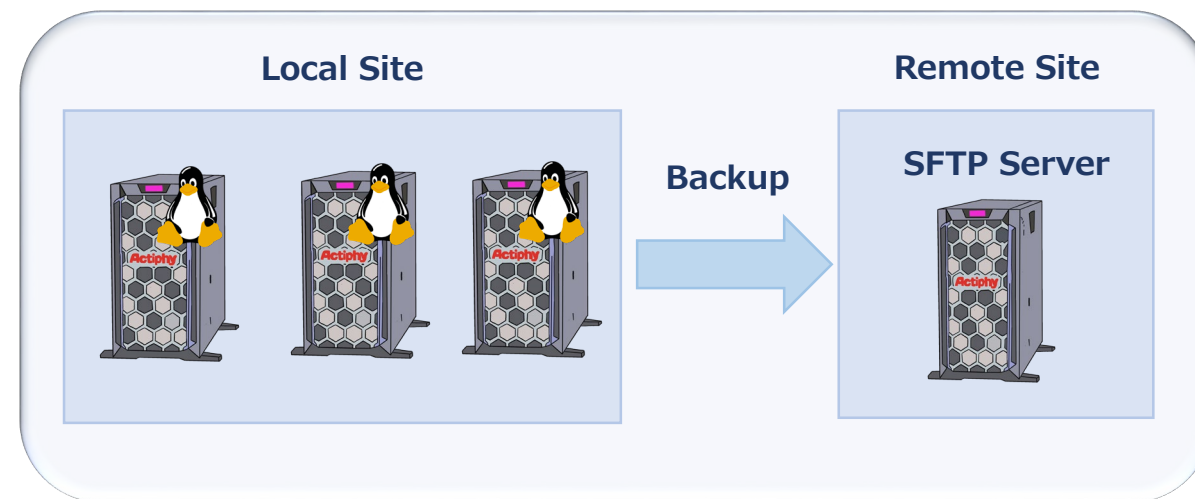 Local Site
Remote Site
Backup
SFTP Server
Actiphy
Actiphy
Actiphy
Actiphy